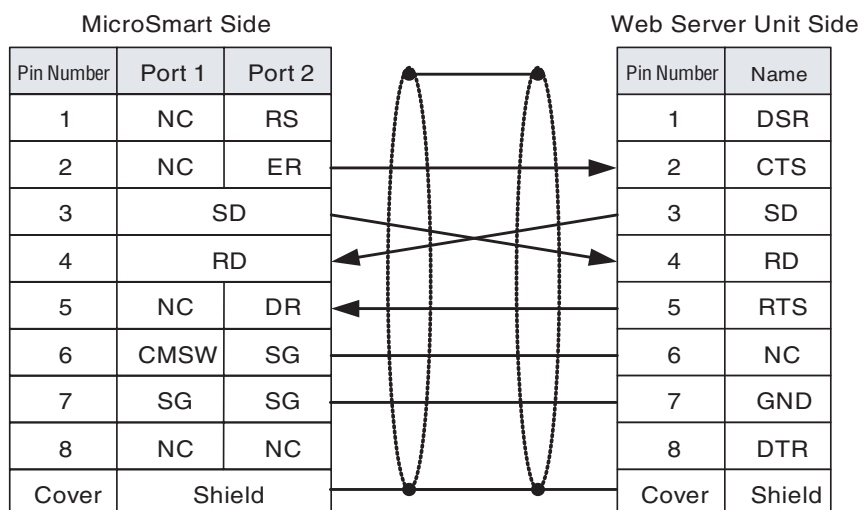 MicroSmart Side
Pin Number Port 1 Port 2
1 NC RS
2 NC ER
3 SD
4 RD
5 NC DR
6 CMSW SG
7 SG SG
8 NC NC
Cover Shield
Web Server Unit Side
Pin Number Name
1 DSR
2 CTS
3 SD
4 RD
5 RTS
6 NC
7 GND
8 DTR
Cover Shield